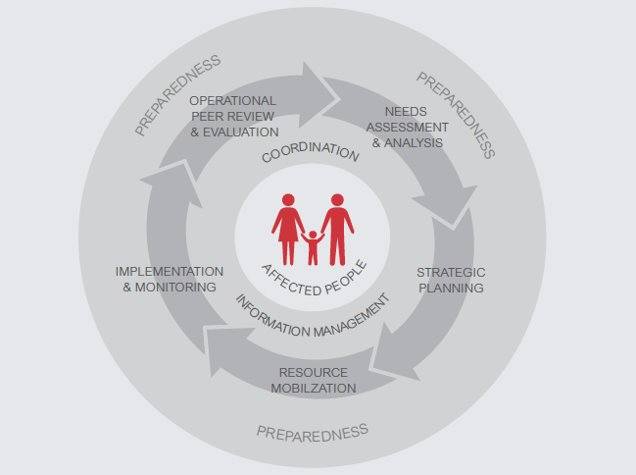 PREPAREDNESS
PREPAREDNESS
OPERATIONAL
PEER REVIEW
& EVALUATION
NEEDS
ASSESSMENT
& ANALYSIS
COORDINATION
AFFECTED PEOPLE
INFORMATION MANAGEMENT
IMPLEMENTATION
& MONITORING
STRATEGIC
PLANNING
RESOURCE
MOBILZATION
PREPAREDNESS